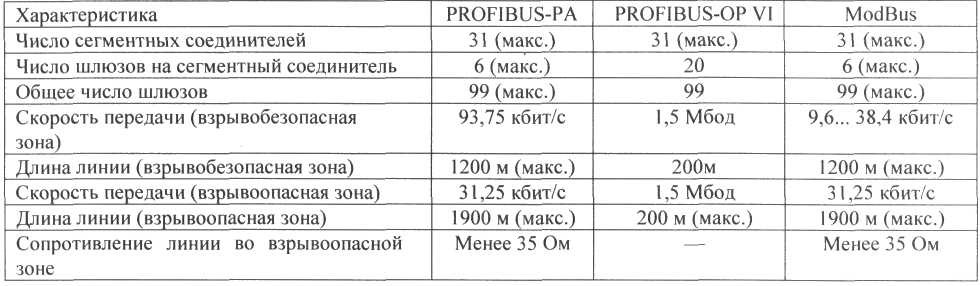 Характеристика PROFIBUS-PA PROFIBUS-OP VI ModBus
Число сегментных соединителей 31 (макс.) 31 (макс.) 31 (макс.)
Число шлюзов на сегментный соединитель 6 (макс.) 20 6 (макс.)
Общее число шлюзов 99 (макс.) 99 99 (макс.)
Скорость передачи (взрывобезопасная 93,75 кбит/с 1,5 Мбод 9,6... 38,4 кбит/с
зона)
Длина линии (взрывобезопасная зона) 1200 м (макс.) 200м 1200 м (макс.)
Скорость передачи (взрывоопасная зона) 31,25 кбит/с 1,5 Мбод 31,25 кбит/с
Длина линии (взрывоопасная зона) 1900 м (макс.) 200 м (макс.) 1900 м (макс.)
Сопротивление линии во взрывоопасной Менее 35 Ом — Менее 35 Ом
зоне